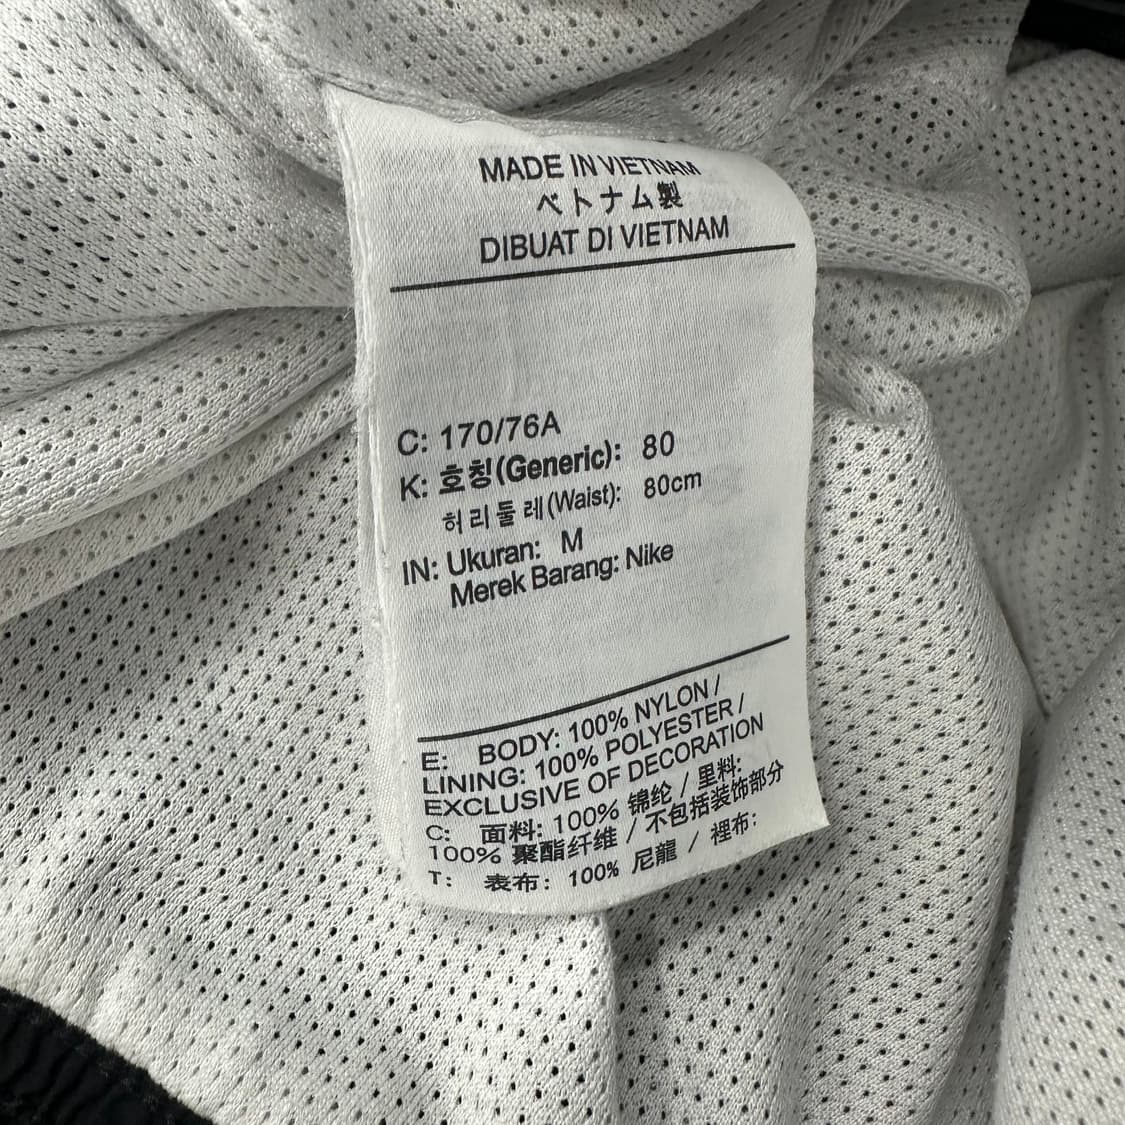 MADE IN VIETNAM
ベトナム製
DIBUAT DI VIETNAM
C: 170/76A
K: 호칭(Generic): 80
허리둘레(Waist): 80cm
IN: Ukuran: M
Merek Barang: Nike
E: BODY: 100% NYLON /
LINING: 100% POLYESTER /
EXCLUSIVE OF DECORATION
C: 面料: 100% 锦纶 / 里料:
100% 聚酯纤维 / 不包括装饰部分
T: 表布: 100% 尼龍 / 裡布: